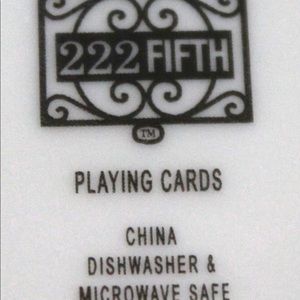 222 FIFTH
TM
PLAYING CARDS
CHINA
DISHWASHER &
MICROWAVE SAFE